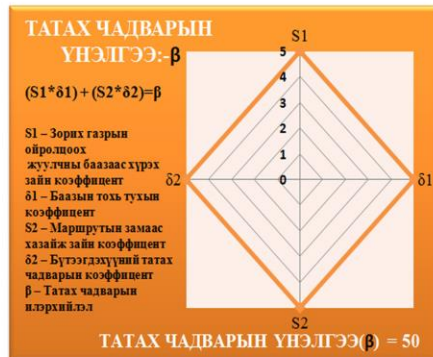 ТАТАХ ЧАДВАРЫН
ҮНЭЛГЭЭ:-β
(S1*δ1)+(S2*δ2)=β
S1 – Зорих газрын
ойролцоох
жуулчны баазаас хүрэх
зайн коэффицент
δ1 – Баазын тохь тухын
коэффицент
S2 – Маршрутын замаас
хазайж зайн коэффицент
δ2 – Бүтээгдэхүүний татах
чадварын коэффицент
β – Татах чадварын
илэрхийлэл
S1
5
4
3
2
1
0
δ2
δ1
S2
ТАТАХ ЧАДВАРЫН ҮНЭЛГЭЭ(β) = 50